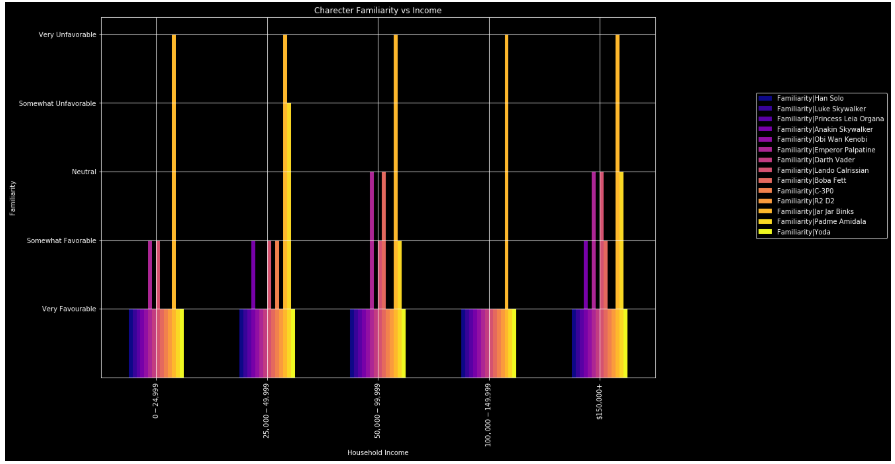 Charecter Familiarity vs Income
Very Unfavorable
Somewhat Unfavorable
Neutral
Somewhat Favorable
Very Favourable
Familiarity
0 − 24,999
25,000 − 49,999
50,000 − 99,999
100,000 − 149,999
$150,000+
Household Income
Familiarity|Han Solo
Familiarity|Luke Skywalker
Familiarity|Princess Leia Organa
Familiarity|Anakin Skywalker
Familiarity|Obi Wan Kenobi
Familiarity|Emperor Palpatine
Familiarity|Darth Vader
Familiarity|Lando Calrissian
Familiarity|Boba Fett
Familiarity|C-3P0
Familiarity|R2 D2
Familiarity|Jar Jar Binks
Familiarity|Padme Amidala
Familiarity|Yoda